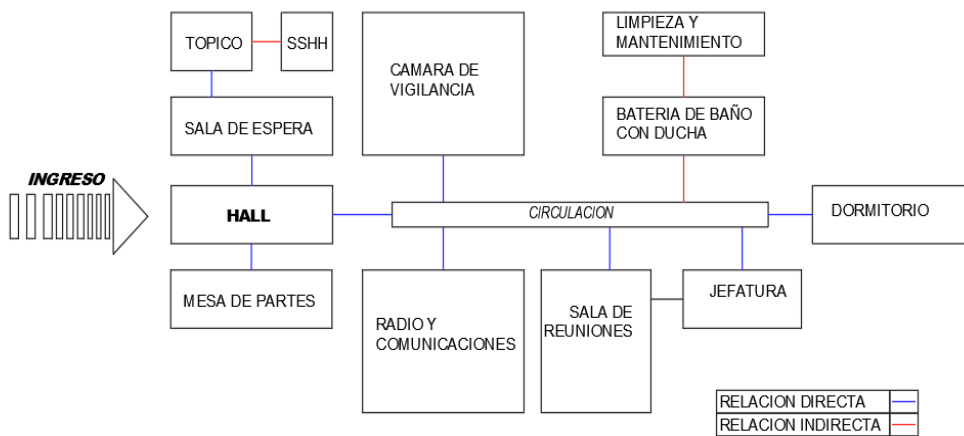 TOPICO
SSHH
CAMARA DE
VIGILANCIA
LIMPIEZA Y
MANTENIMIENTO
SALA DE ESPERA
BATERIA DE BAÑO
CON DUCHA
INGRESO
HALL
CIRCULACION
DORMITORIO
MESA DE PARTES
RADIO Y
COMUNICACIONES
SALA DE
REUNIONES
JEFATURA
RELACION DIRECTA
RELACION INDIRECTA